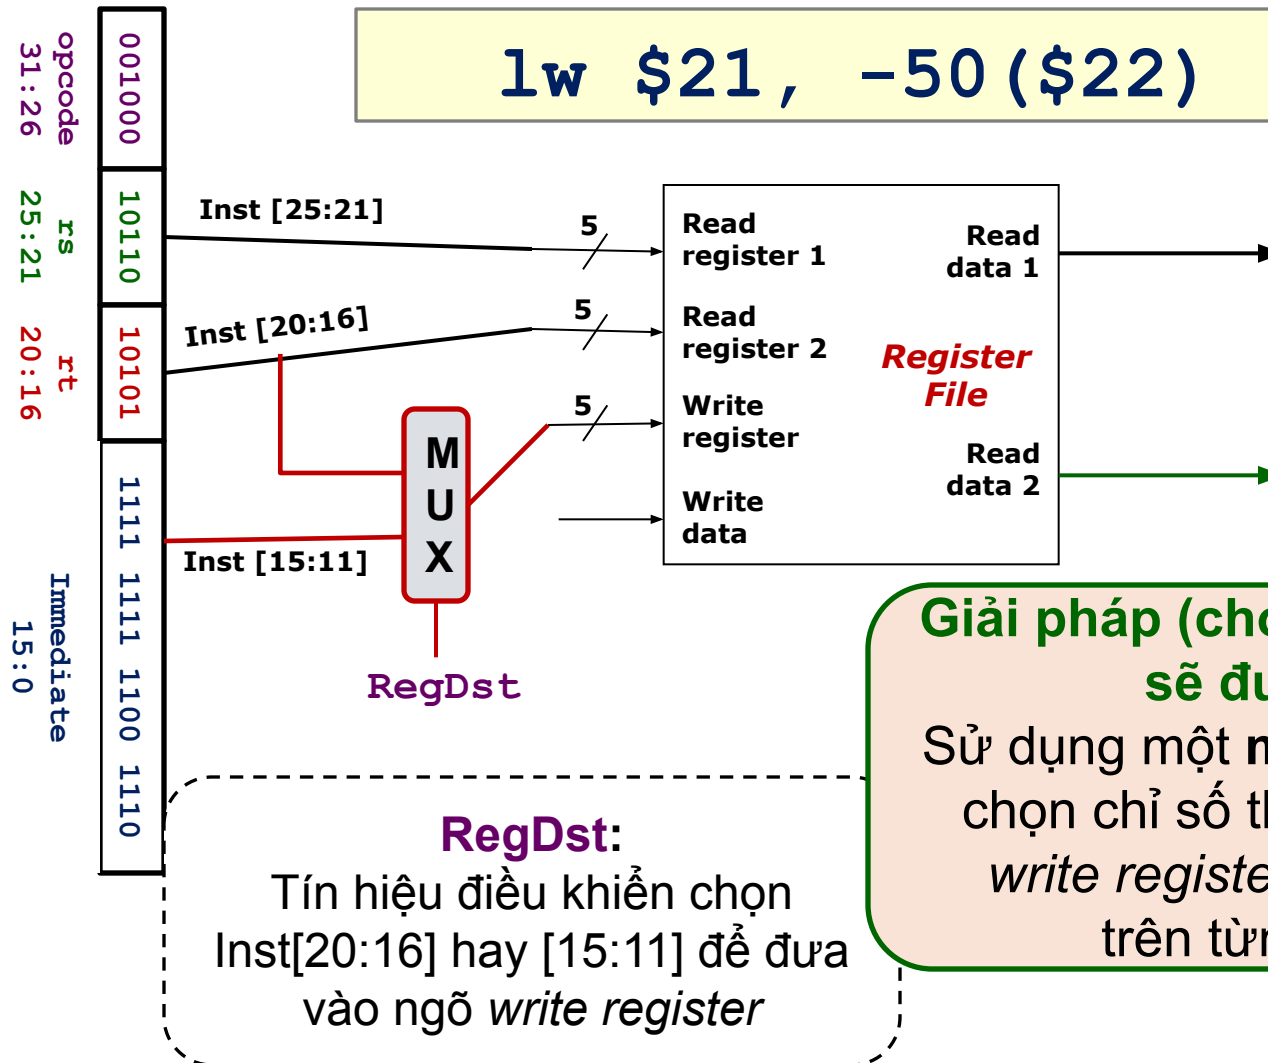 lw $21, -50($22)
opcode
31:26
001000
rs
25:21
10110
rt
20:16
10101
Immediate
15:0
1111 1111 1100 1110
Inst [25:21]
5
Inst [20:16]
5
5
Inst [15:11]
M
U
X
RegDst
Read
register 1
Read
register 2
Write
register
Write
data
Read
data 1
Register
File
Read
data 2
Giải pháp (
sẽ
Sử dụng một
chọn chỉ số
write
trên
RegDst:
Tín hiệu điều khiển chọn
Inst[20:16] hay [15:11] để đưa
vào ngõ write register